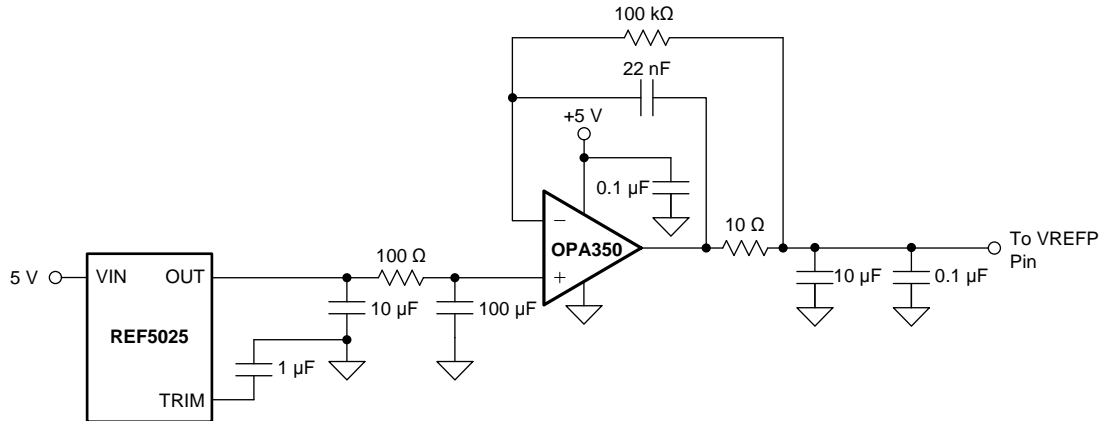 100 kΩ
22 nF
+5 V
0.1 µF
−
OPA350
+
10 Ω
To VREFP
Pin
10 µF
0.1 µF
100 Ω
5 V
VIN
OUT
10 µF
100 µF
REF5025
1 µF
TRIM